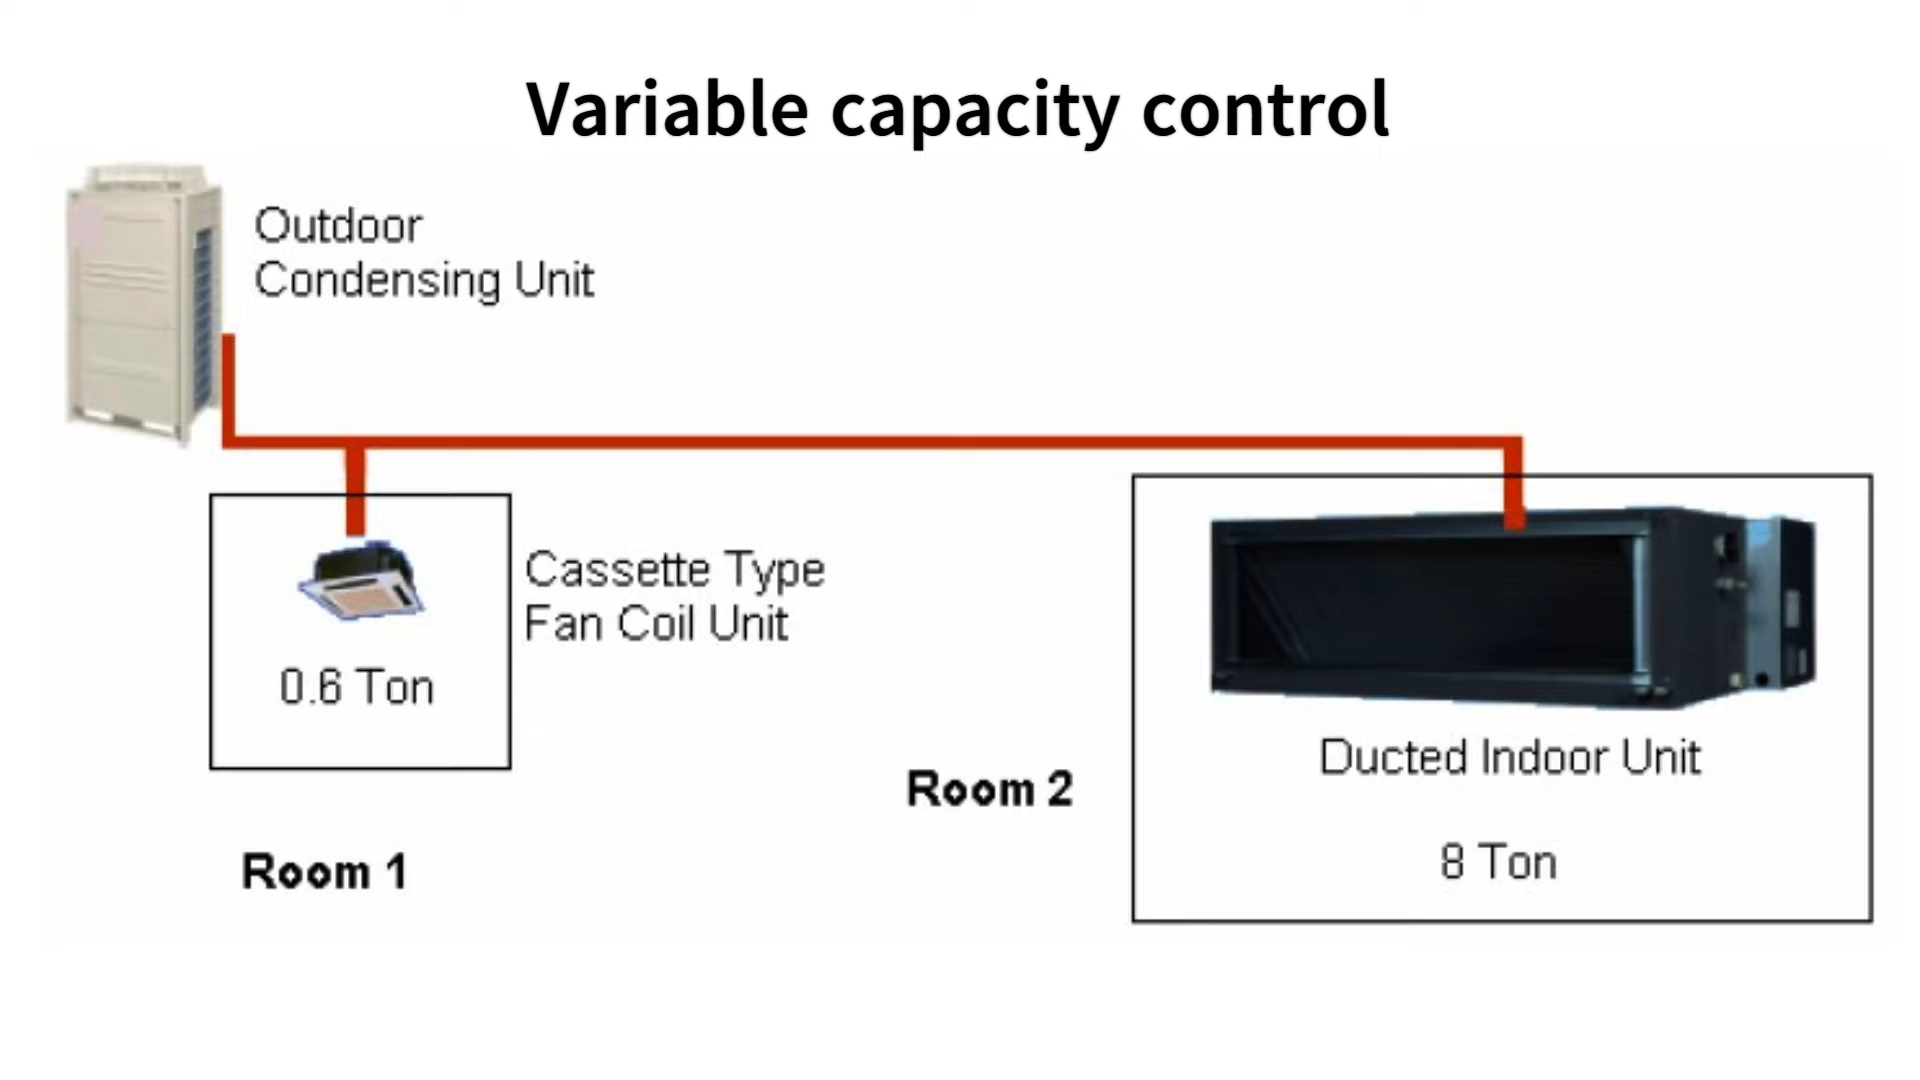 Variable capacity control
Outdoor
Condensing Unit
Cassette Type
Fan Coil Unit
0.6 Ton
Room 1
Room 2
Ducted Indoor Unit
8 Ton